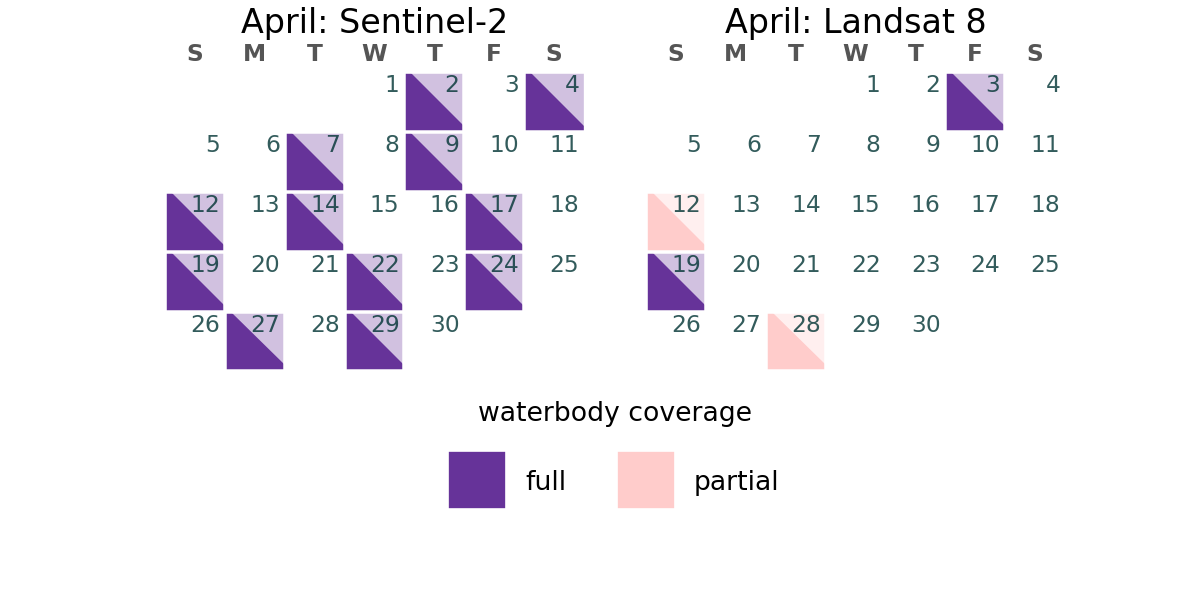 April: Sentinel-2
S M T W T F S
1 2 3 4
5 6 7 8 9 10 11
12 13 14 15 16 17 18
19 20 21 22 23 24 25
26 27 28 29 30
April: Landsat 8
S M T W T F S
1 2 3 4
5 6 7 8 9 10 11
12 13 14 15 16 17 18
19 20 21 22 23 24 25
26 27 28 29 30
waterbody coverage
full
partial